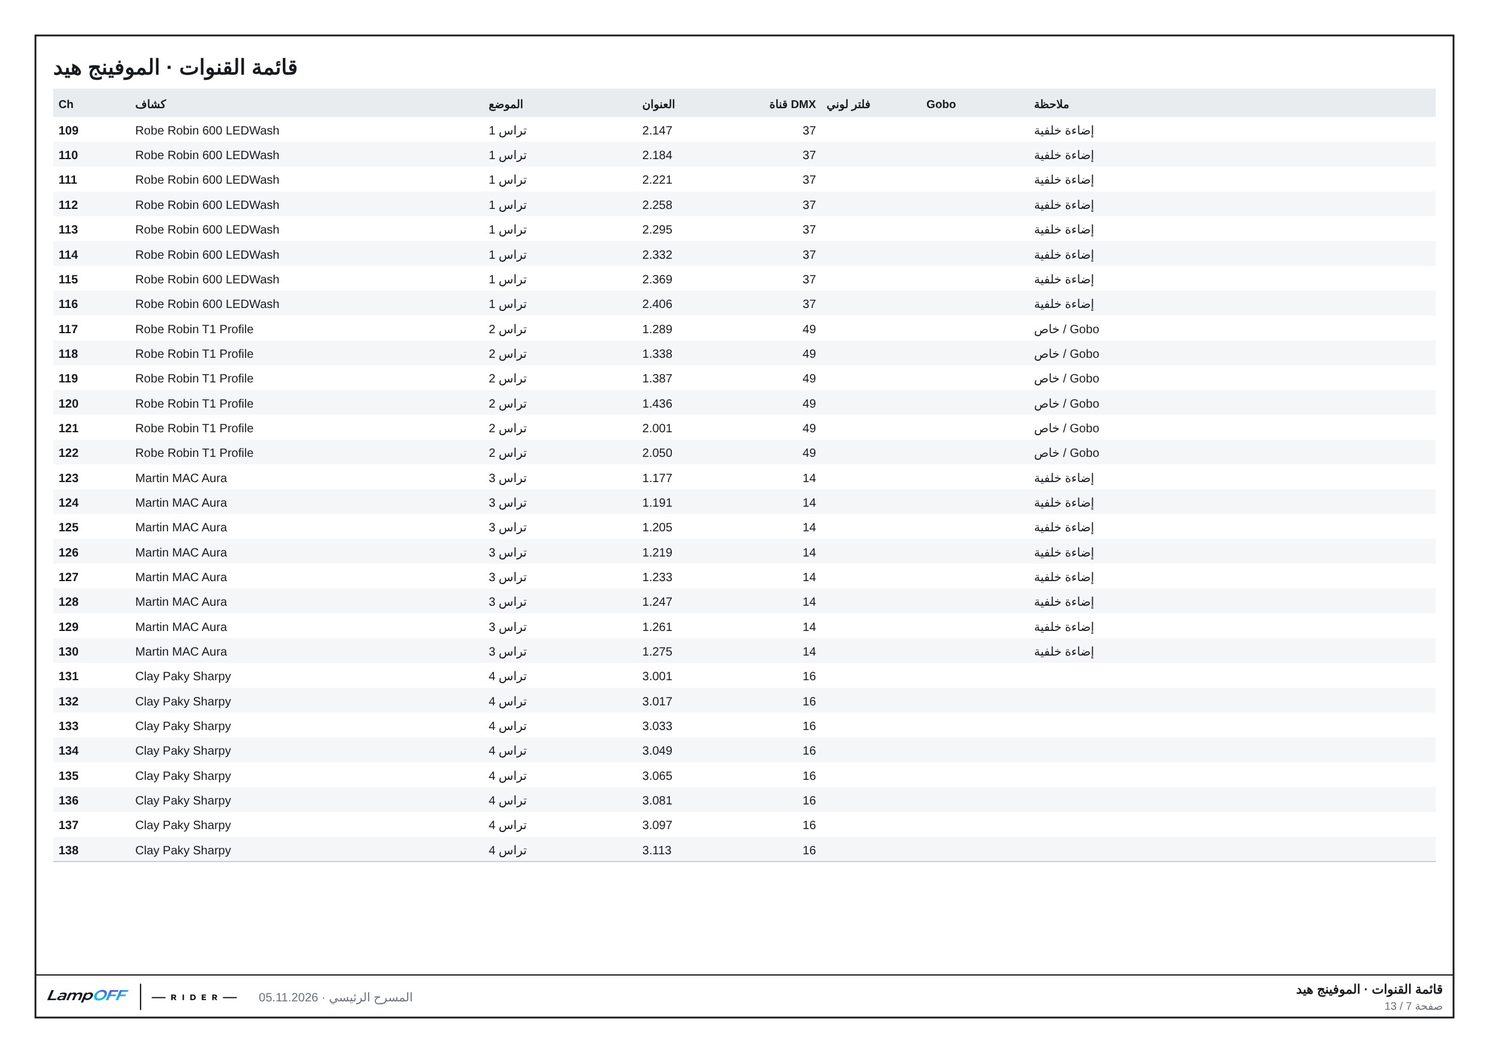 قائمة القنوات · الموفينج هيد
Ch كشاف الموضع العنوان قناة DMX فلتر لوني Gobo ملاحظة
109 Robe Robin 600 LEDWash تراس 1 2.147 37 إضاءة خلفية
110 Robe Robin 600 LEDWash تراس 1 2.184 37 إضاءة خلفية
111 Robe Robin 600 LEDWash تراس 1 2.221 37 إضاءة خلفية
112 Robe Robin 600 LEDWash تراس 1 2.258 37 إضاءة خلفية
113 Robe Robin 600 LEDWash تراس 1 2.295 37 إضاءة خلفية
114 Robe Robin 600 LEDWash تراس 1 2.332 37 إضاءة خلفية
115 Robe Robin 600 LEDWash تراس 1 2.369 37 إضاءة خلفية
116 Robe Robin 600 LEDWash تراس 1 2.406 37 إضاءة خلفية
117 Robe Robin T1 Profile تراس 2 1.289 49 خاص / Gobo
118 Robe Robin T1 Profile تراس 2 1.338 49 خاص / Gobo
119 Robe Robin T1 Profile تراس 2 1.387 49 خاص / Gobo
120 Robe Robin T1 Profile تراس 2 1.436 49 خاص / Gobo
121 Robe Robin T1 Profile تراس 2 2.001 49 خاص / Gobo
122 Robe Robin T1 Profile تراس 2 2.050 49 خاص / Gobo
123 Martin MAC Aura تراس 3 1.177 14 إضاءة خلفية
124 Martin MAC Aura تراس 3 1.191 14 إضاءة خلفية
125 Martin MAC Aura تراس 3 1.205 14 إضاءة خلفية
126 Martin MAC Aura تراس 3 1.219 14 إضاءة خلفية
127 Martin MAC Aura تراس 3 1.233 14 إضاءة خلفية
128 Martin MAC Aura تراس 3 1.247 14 إضاءة خلفية
129 Martin MAC Aura تراس 3 1.261 14 إضاءة خلفية
130 Martin MAC Aura تراس 3 1.275 14 إضاءة خلفية
131 Clay Paky Sharpy تراس 4 3.001 16
132 Clay Paky Sharpy تراس 4 3.017 16
133 Clay Paky Sharpy تراس 4 3.033 16
134 Clay Paky Sharpy تراس 4 3.049 16
135 Clay Paky Sharpy تراس 4 3.065 16
136 Clay Paky Sharpy تراس 4 3.081 16
137 Clay Paky Sharpy تراس 4 3.097 16
138 Clay Paky Sharpy تراس 4 3.113 16
LampOFF — RIDER — المسرح الرئيسي · 05.11.2026
قائمة القنوات · الموفينج هيد
صفحة 7 / 13